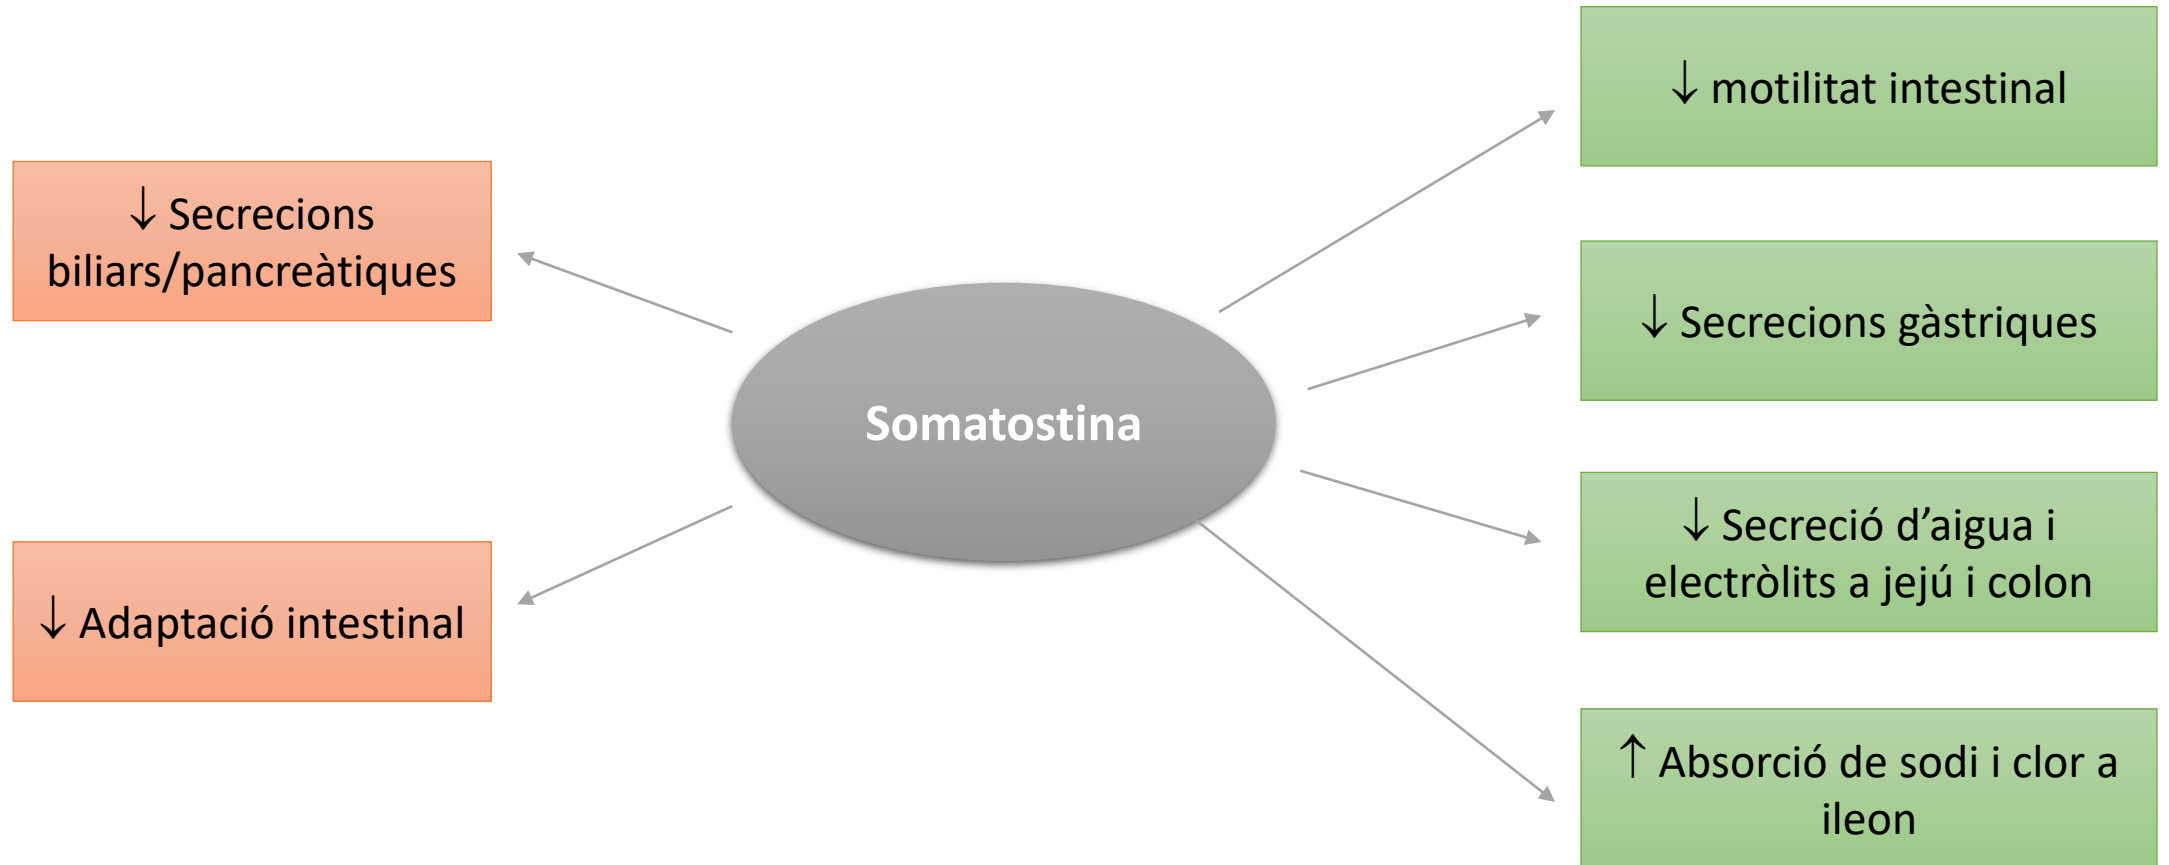 ↓ Secrecions
biliars/pancreàtiques
↓ Adaptació intestinal
Somatostina
↓ motilitat intestinal
↓ Secrecions gàstriques
↓ Secreció d’aigua i
electròlits a jejú i colon
↑ Absorció de sodi i clor a
ileon